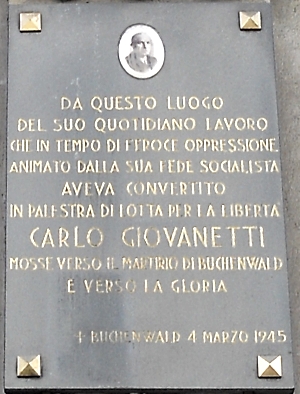 DA QUESTO LUOGO
DEL SUO QUOTIDIANO LAVORO
CHE IN TEMPO DI FEROCE OPPRESSIONE
ANIMATO DALLA SUA FEDE SOCIALISTA
AVEVA CONVERTITO
IN PALESTRA DI LOTTA PER LA LIBERTÀ
CARLO GIOVANETTI
MOSSE VERSO IL MARTIRIO DI BUCHENWALD
E VERSO LA GLORIA
† BUCHENWALD 4 MARZO 1945